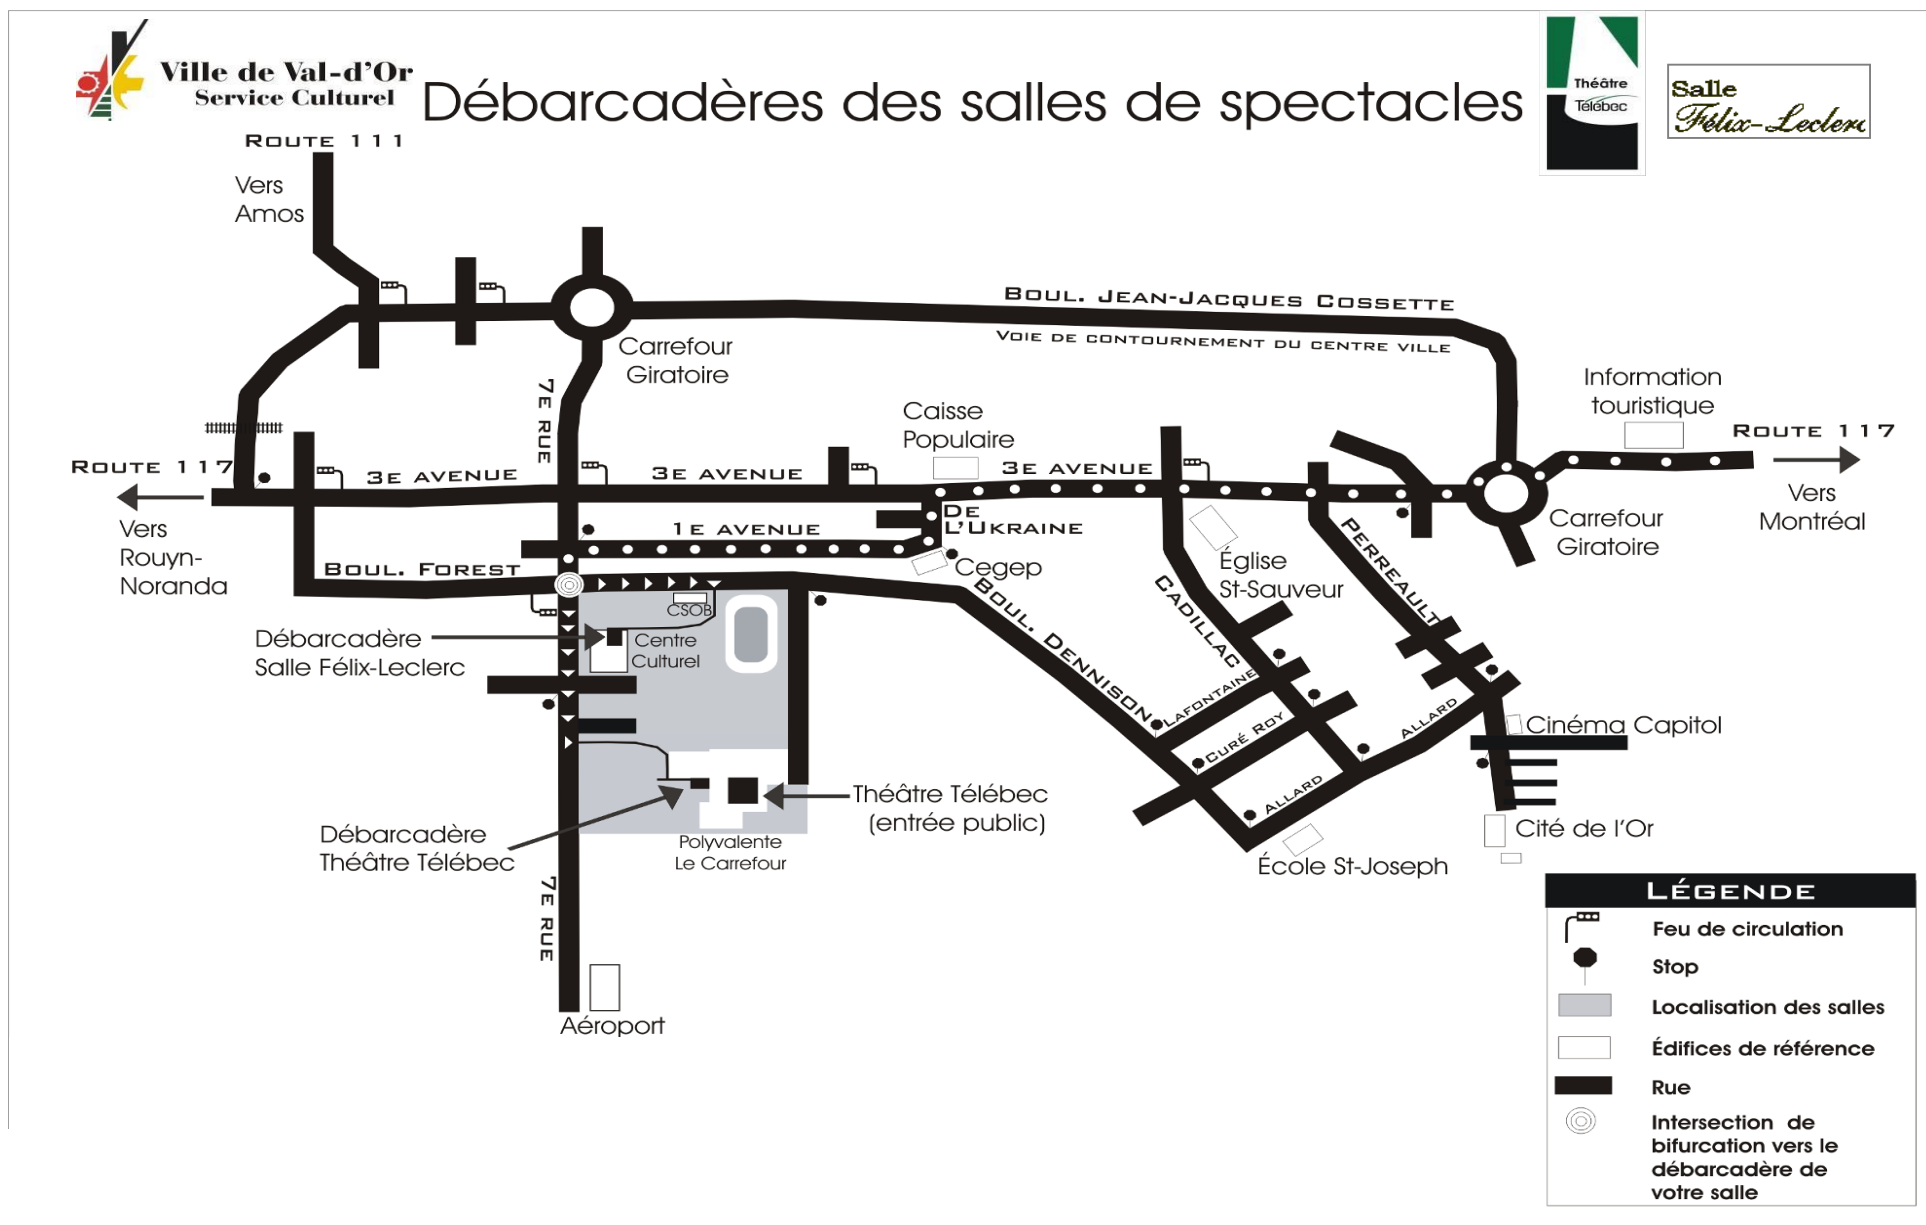 Ville de Val-d'Or
Service Culturel
Débarcadères des salles de spectacles
Théâtre
Télébec
Salle
Félix-Leclerc
Route 111
Vers
Amos
Boul. Jean-Jacques Cossette
Voie de contournement du centre ville
Carrefour
Giratoire
7e rue
Information
touristique
Route 117
Vers
Montréal
Carrefour
Giratoire
Caisse
Populaire
Route 117
3e avenue
3e avenue
3e avenue
Vers
Rouyn-
Noranda
1e avenue
De
l'Ukraine
Cegep
Boul. Forest
Boul. Dennison
Église
St-Sauveur
Cadillac
Perreault
CSOB
Débarcadère
Salle Félix-Leclerc
Centre
Culturel
Lafontaine
Curé Roy
Allard
Allard
Cinéma Capitol
Cité de l'Or
École St-Joseph
Théâtre Télébec
(entrée public)
Débarcadère
Théâtre Télébec
Polyvalente
Le Carrefour
7e rue
Aéroport
Légende
Feu de circulation
Stop
Localisation des salles
Édifices de référence
Rue
Intersection de
bifurcation vers le
débarcadère de
votre salle